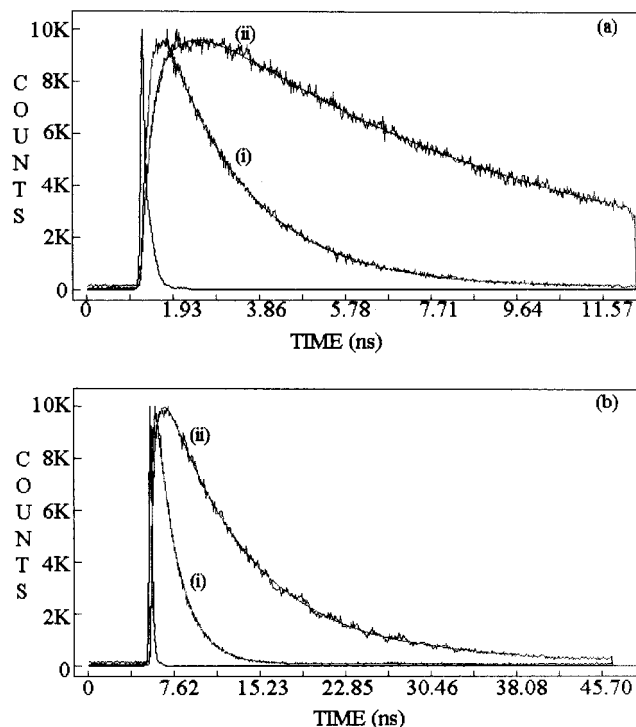 (a)
10K
8K
6K
4K
2K
0
COUNTS
(ii)
(i)
0 1.93 3.86 5.78 7.71 9.64 11.57
TIME (ns)
(b)
10K
8K
6K
4K
2K
0
COUNTS
(ii)
(i)
0 7.62 15.23 22.85 30.46 38.08 45.70
TIME (ns)